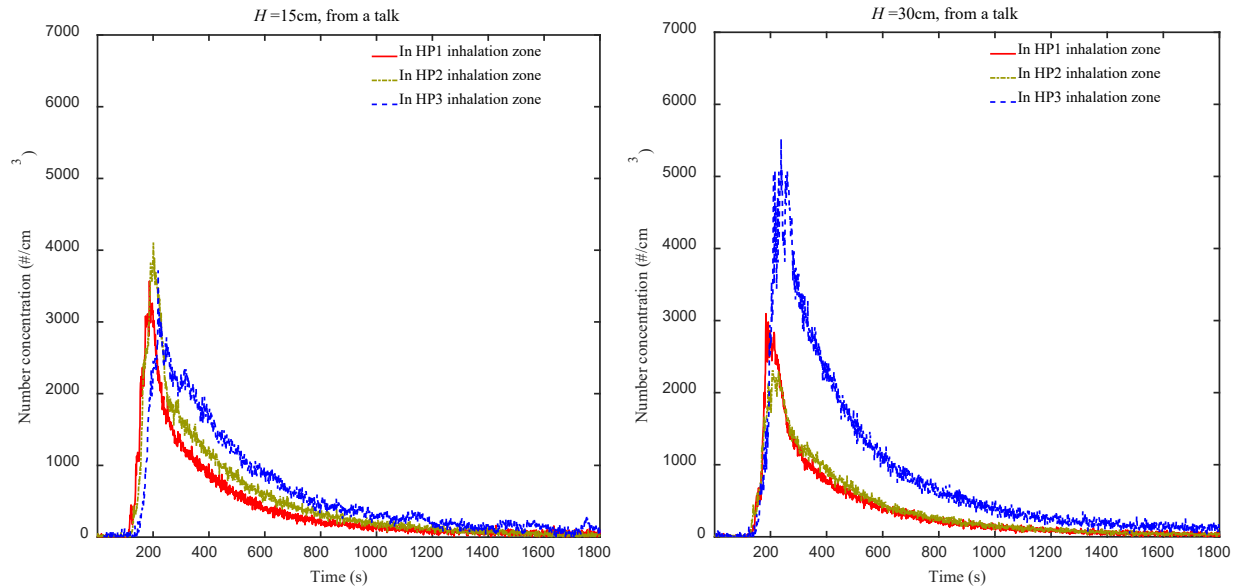 H =15cm, from a talk
7000
6000
5000
4000
3000
2000
1000
0
Number concentration (#/cm
3
)
In HP1 inhalation zone
In HP2 inhalation zone
In HP3 inhalation zone
200 400 600 800 1000 1200 1400 1600 1800
Time (s)
H=30cm, from a talk
7000
6000
5000
4000
3000
2000
1000
0
Number concentration (#/cm
3
)
In HP1 inhalation zone
In HP2 inhalation zone
In HP3 inhalation zone
200 400 600 800 1000 1200 1400 1600 1800
Time (s)